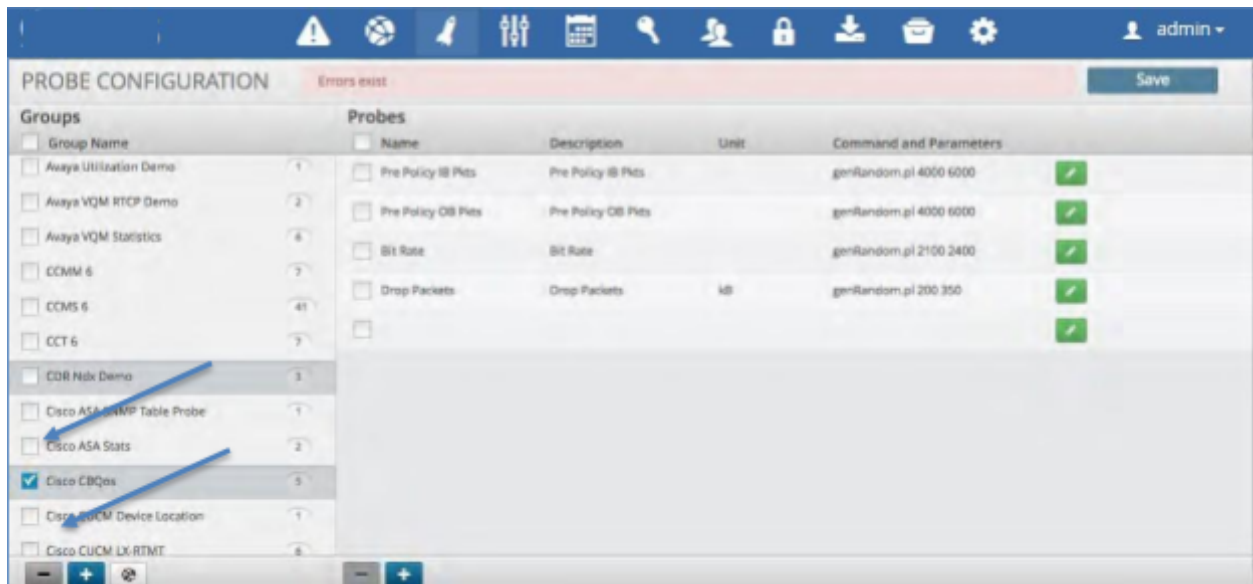 admin
PROBE CONFIGURATION
Errors exist
Save
Groups
Probes
Group Name
Name
Description
Unit
Command and Parameters
Avaya Utilization Demo 1
Avaya VQM RTCP Demo 2
Avaya VQM Statistics 6
CCMM 6 7
CCMS 6 41
CCT 6 7
CDR Ndx Demo 3
Cisco ASA SNMP Table Probe 1
Cisco ASA Stats 2
Cisco CBQos 5
Cisco CUCM Device Location 1
Cisco CUCM LX-RTMT 6
Pre Policy IB Pkts Pre Policy IB Pkts genRandom.pl 4000 6000
Pre Policy OB Pkts Pre Policy OB Pkts genRandom.pl 4000 6000
Bit Rate Bit Rate genRandom.pl 2100 2400
Drop Packets Drop Packets kB genRandom.pl 200 350